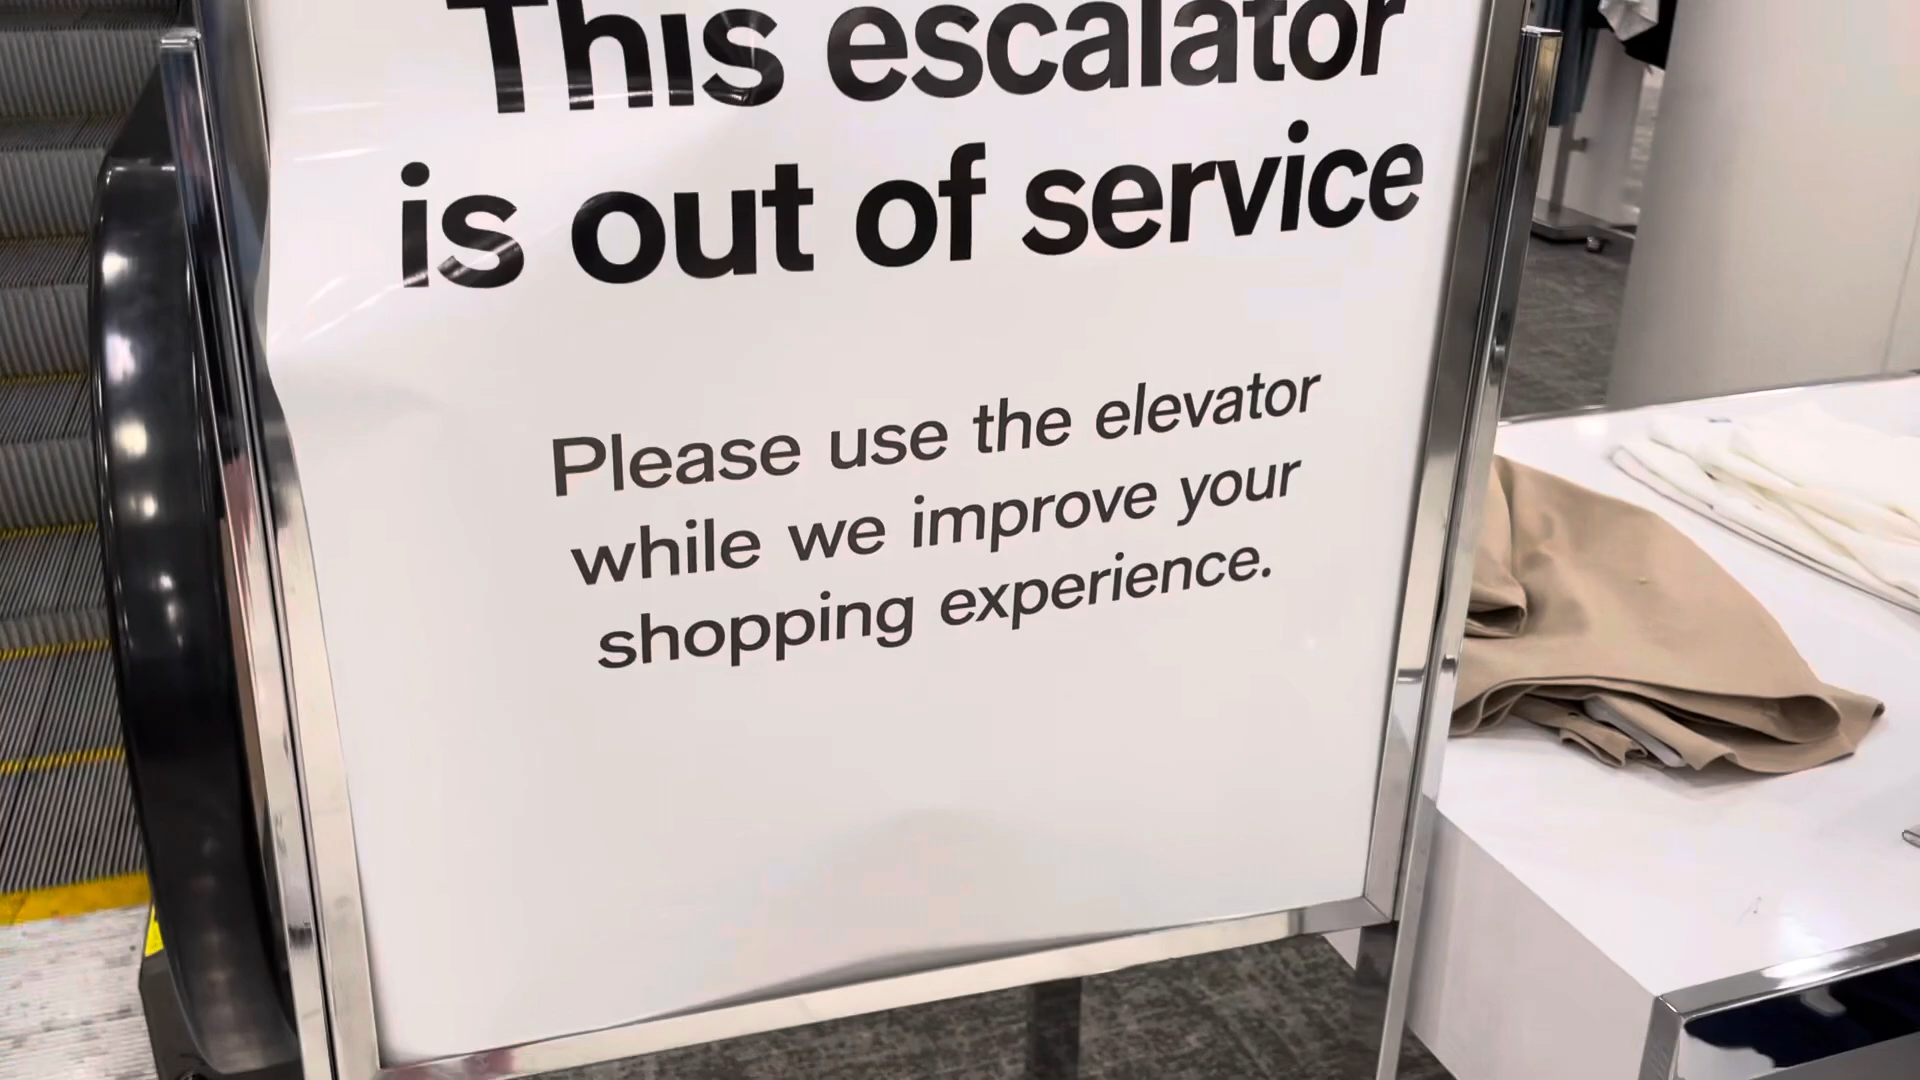 This escalator
is out of service
Please use the elevator
while we improve your
shopping experience.